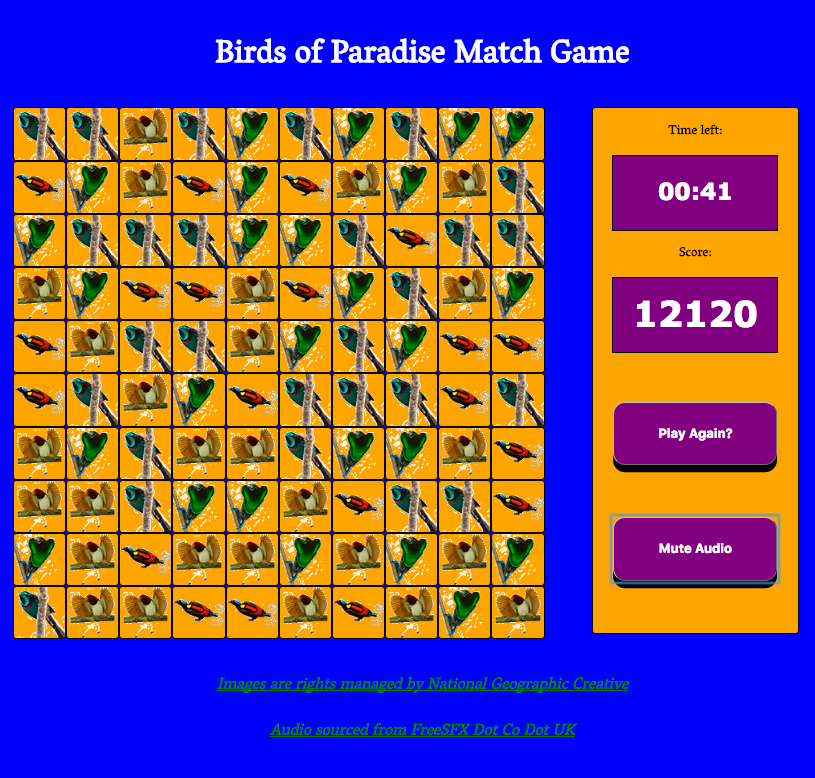 Birds of Paradise Match Game
Time left:
00:41
Score:
12120
Play Again?
Mute Audio
Images are rights managed by National Geographic Creative
Audio sourced from FreeSFX Dot Co Dot UK